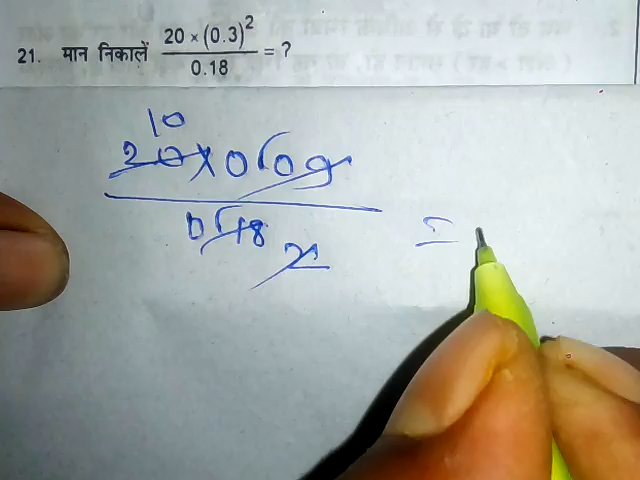 21. मान निकालें 20 × (0.3)² / 0.18 = ?
10
20 × 0.09
0.18
2
=